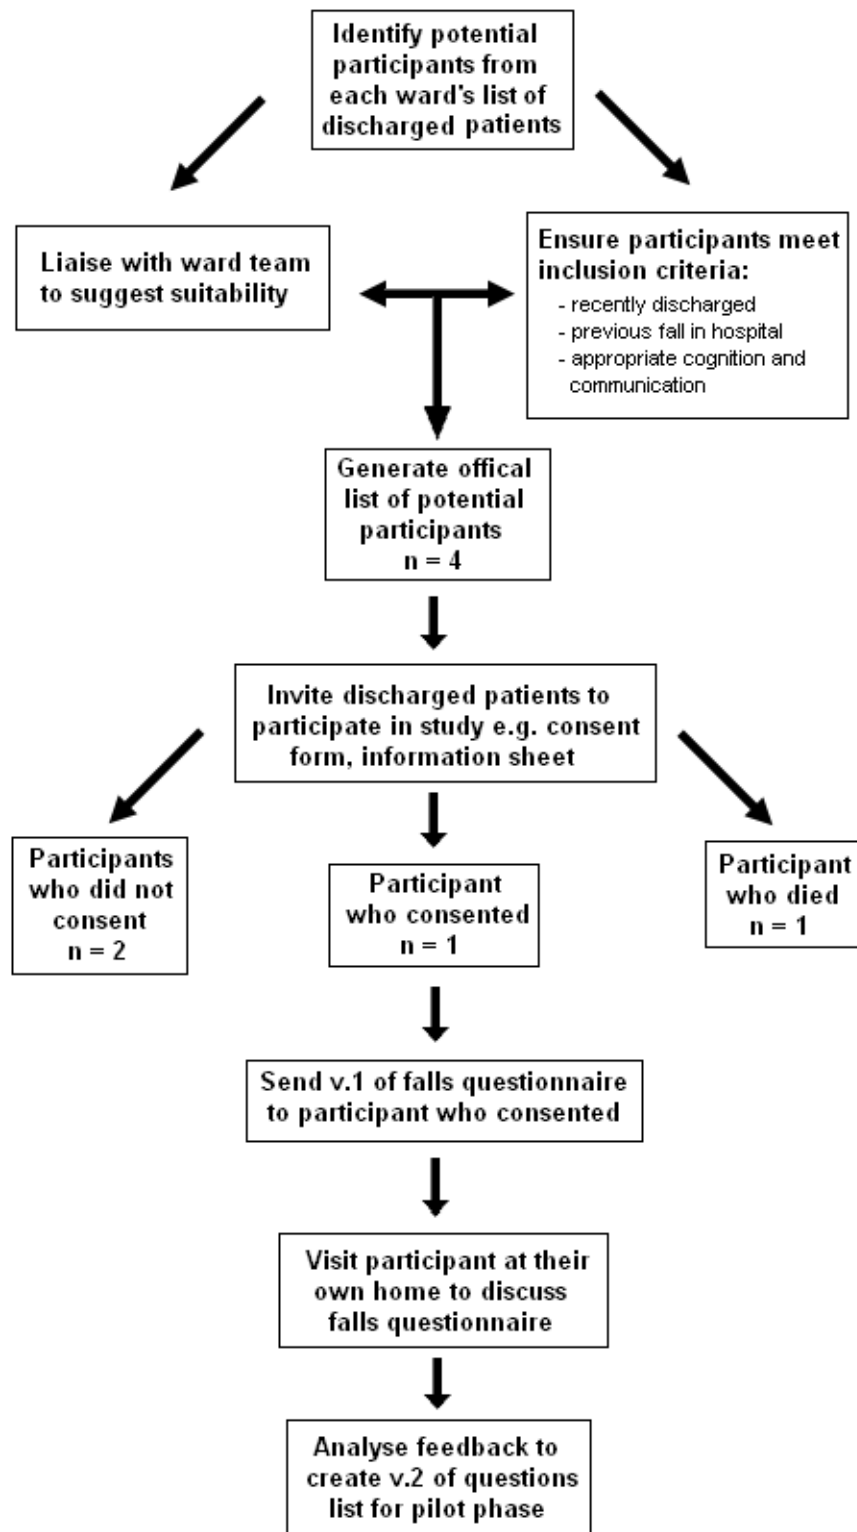 Identify potential
participants from
each ward's list of
discharged patients
Liaise with ward team
to suggest suitability
Ensure participants meet
inclusion criteria:
- recently discharged
- previous fall in hospital
- appropriate cognition and
communication
Generate offical
list of potential
participants
n = 4
Invite discharged patients to
participate in study e.g. consent
form, information sheet
Participants
who did not
consent
n = 2
Participant
who consented
n = 1
Participant
who died
n = 1
Send v.1 of falls questionnaire
to participant who consented
Visit participant at their
own home to discuss
falls questionnaire
Analyse feedback to
create v.2 of questions
list for pilot phase